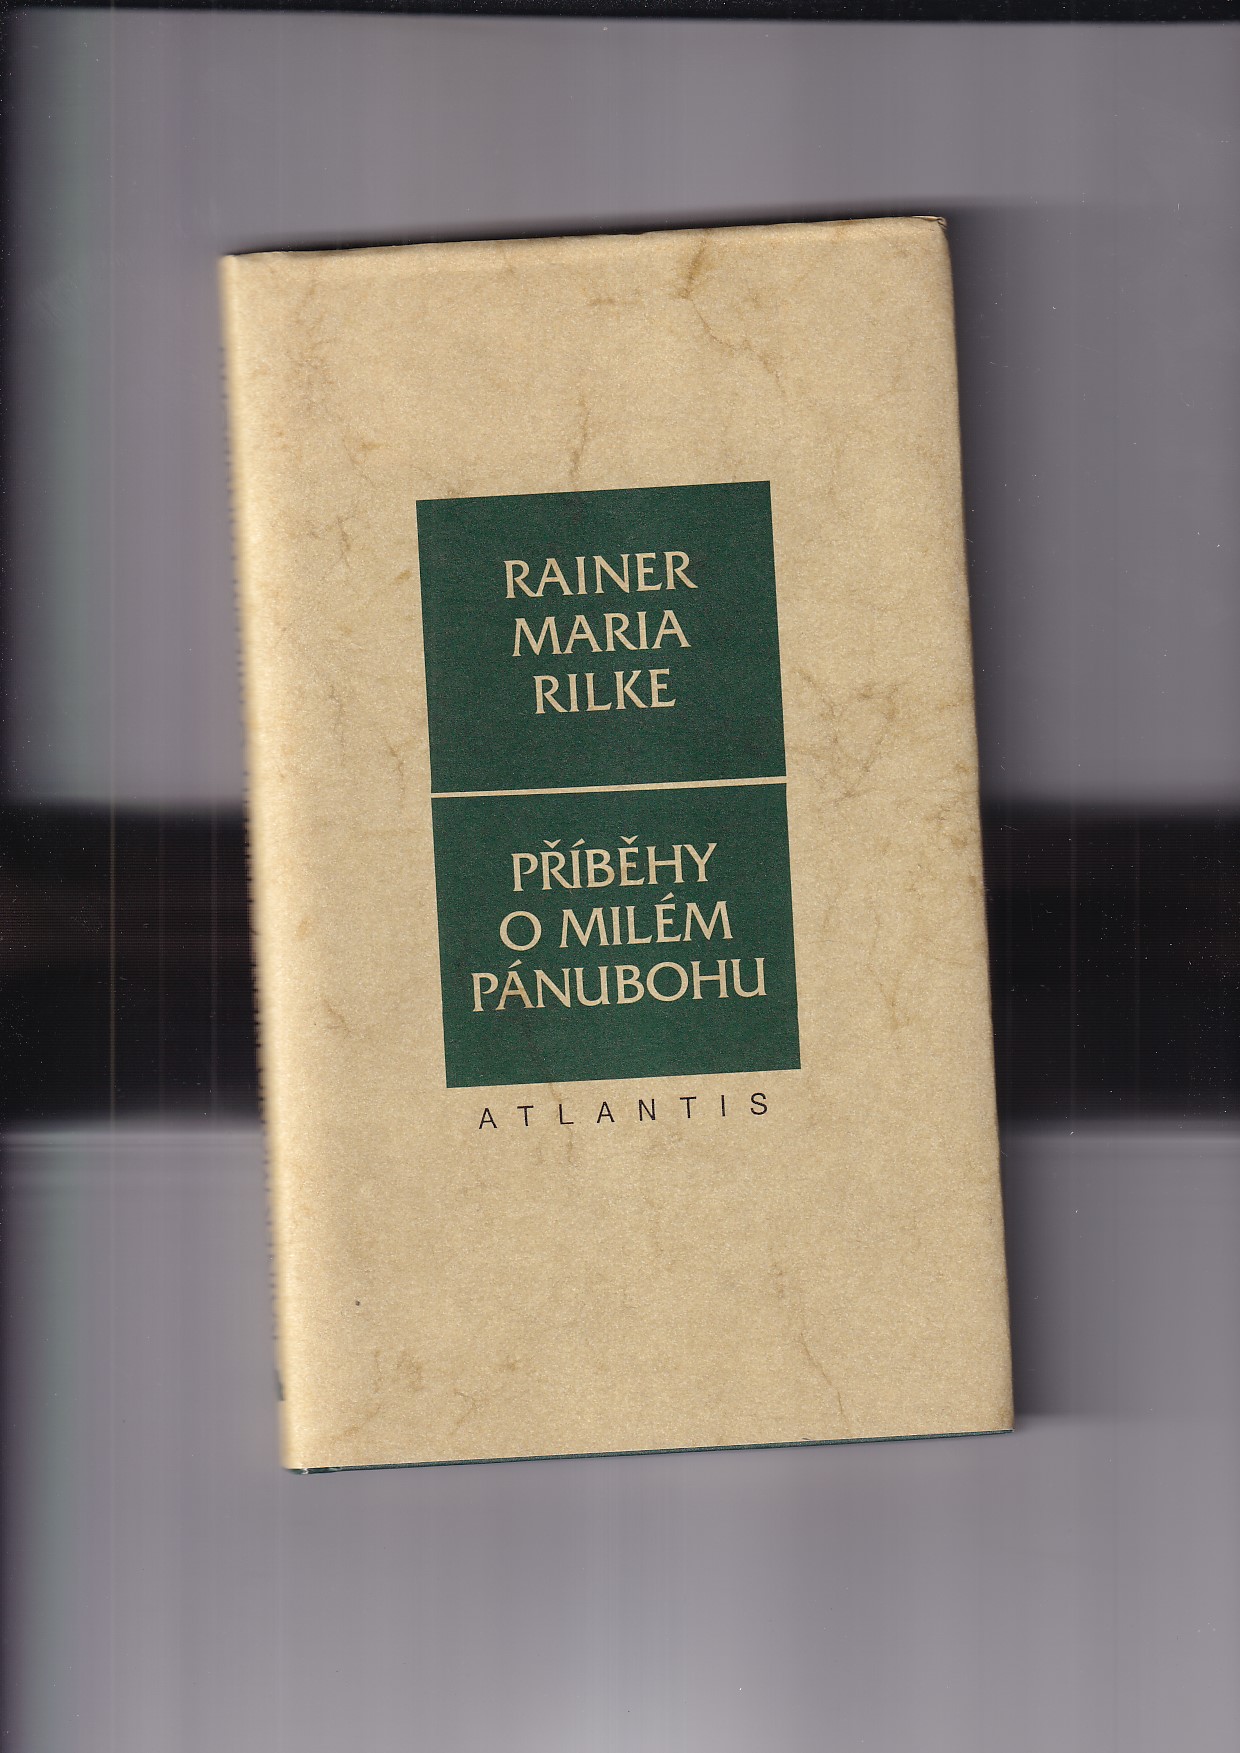 RAINER
MARIA
RILKE
PŘÍBĚHY
O MILÉM
PÁNUBOHU
ATLANTIS